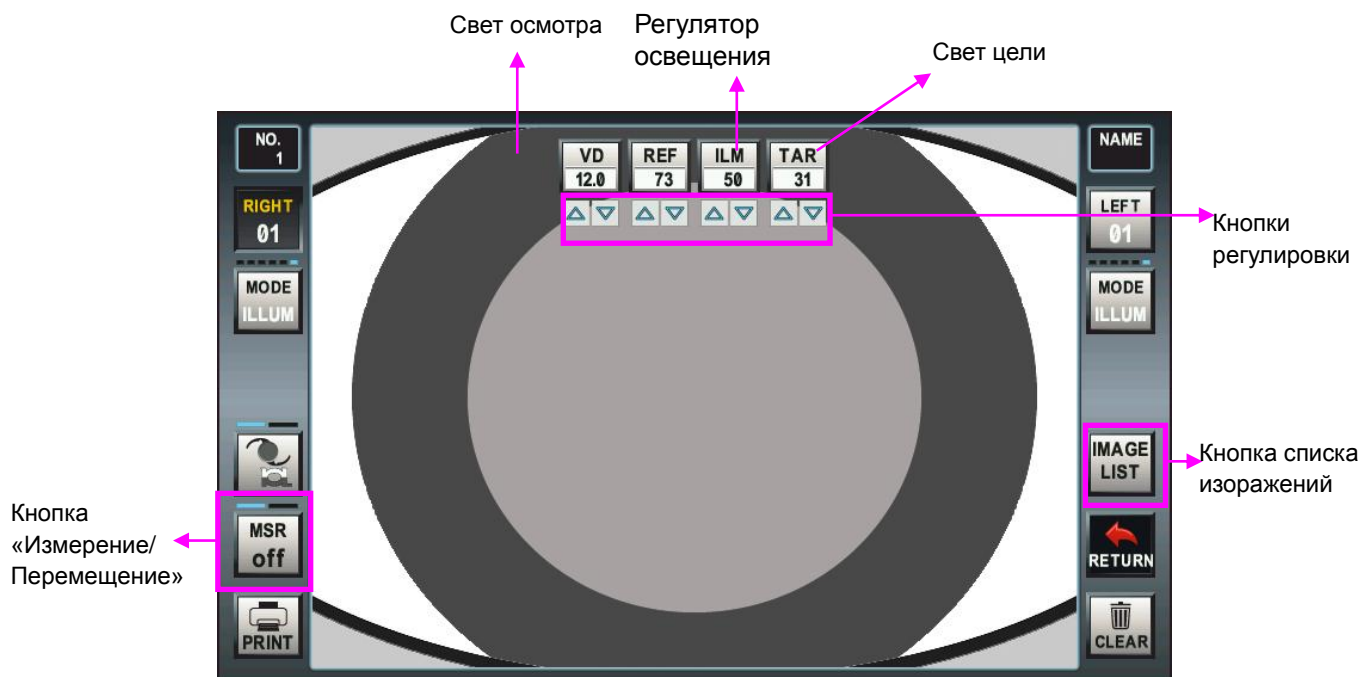 Свет осмотра
Регулятор
освещения
Свет цели
NO.
1
VD
12.0
REF
73
ILM
50
TAR
31
NAME
RIGHT
01
LEFT
01
Кнопки
регулировки
MODE
ILLUM
MODE
ILLUM
IMAGE
LIST
Кнопка списка
изоражений
Кнопка
«Измерение/
Перемещение»
MSR
off
RETURN
PRINT
CLEAR